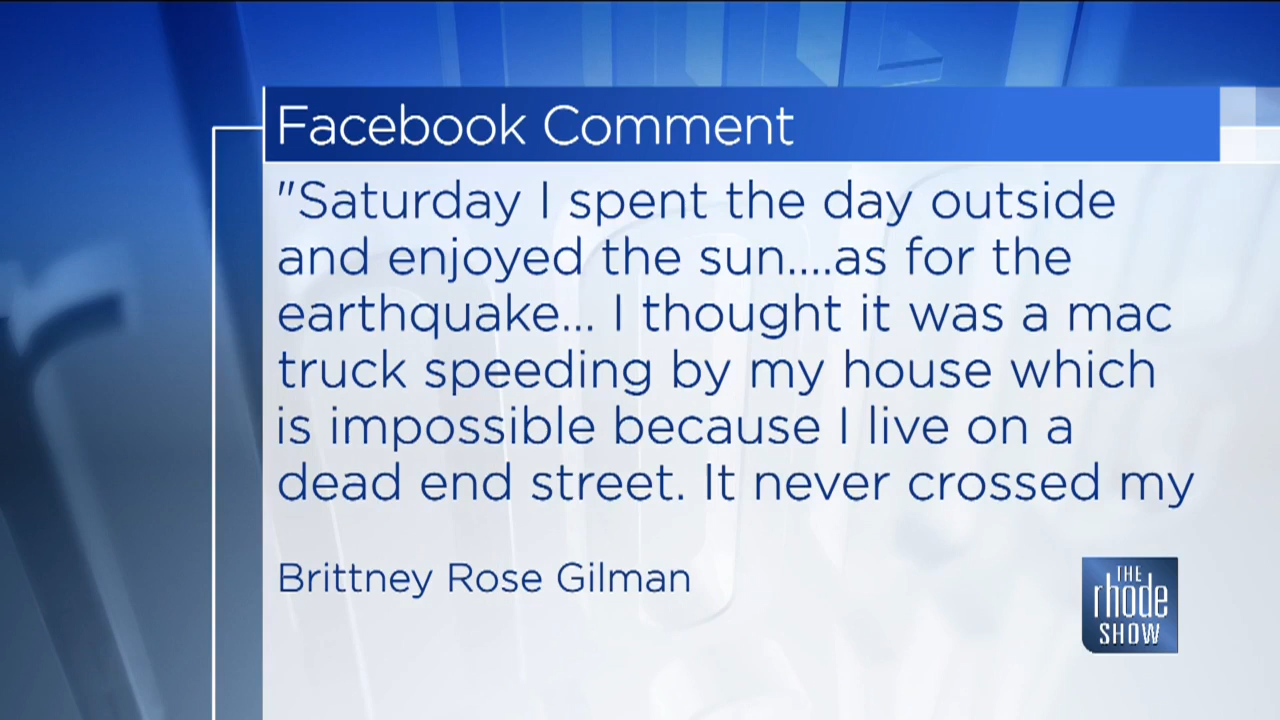 Facebook Comment
"Saturday I spent the day outside
and enjoyed the sun....as for the
earthquake... I thought it was a mac
truck speeding by my house which
is impossible because I live on a
dead end street. It never crossed my
Brittney Rose Gilman
THE
rhode
SHOW